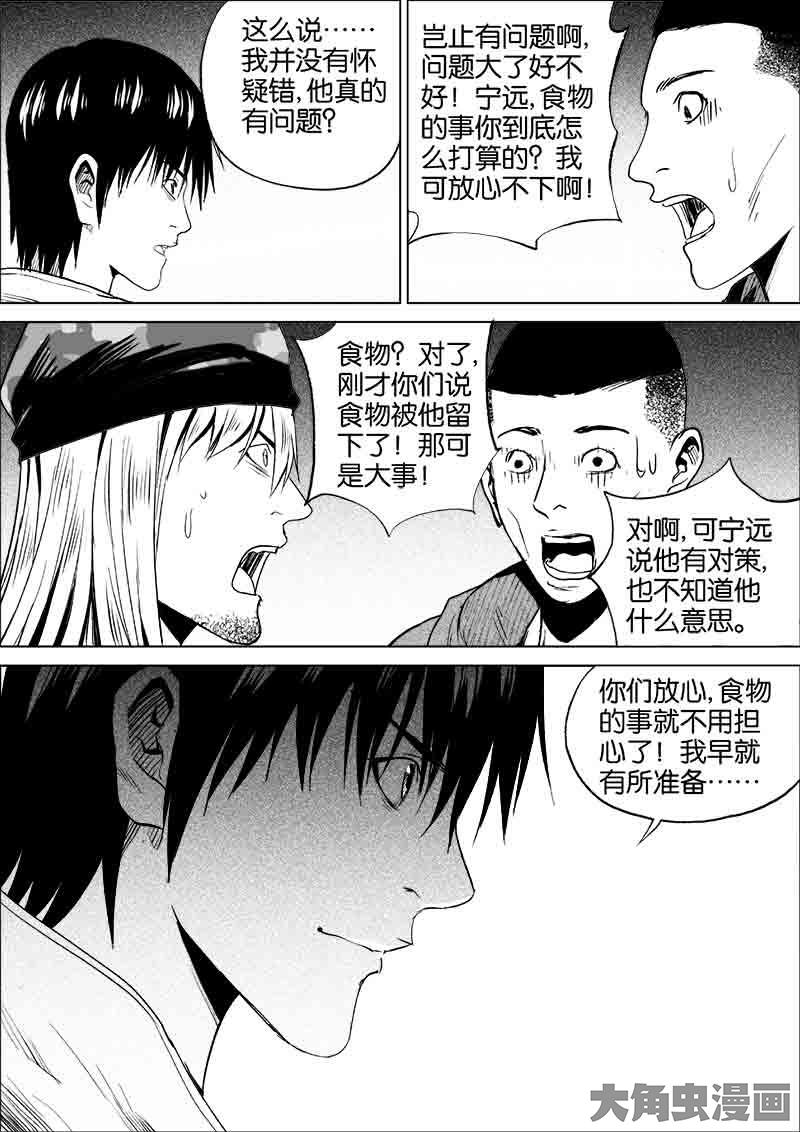 这么说……
我并没有怀
疑错,他真的
有问题?
岂止有问题啊,
问题大了好不
好!宁远,食物
的事你到底怎
么打算的?我
可放心不下啊!
食物?对了,
刚才你们说
食物被他留
下了!那可
是大事!
对啊,可宁远
说他有对策,
也不知道他
什么意思。
你们放心,食物
的事就不用担
心了!我早就
有所准备……
大角虫漫画